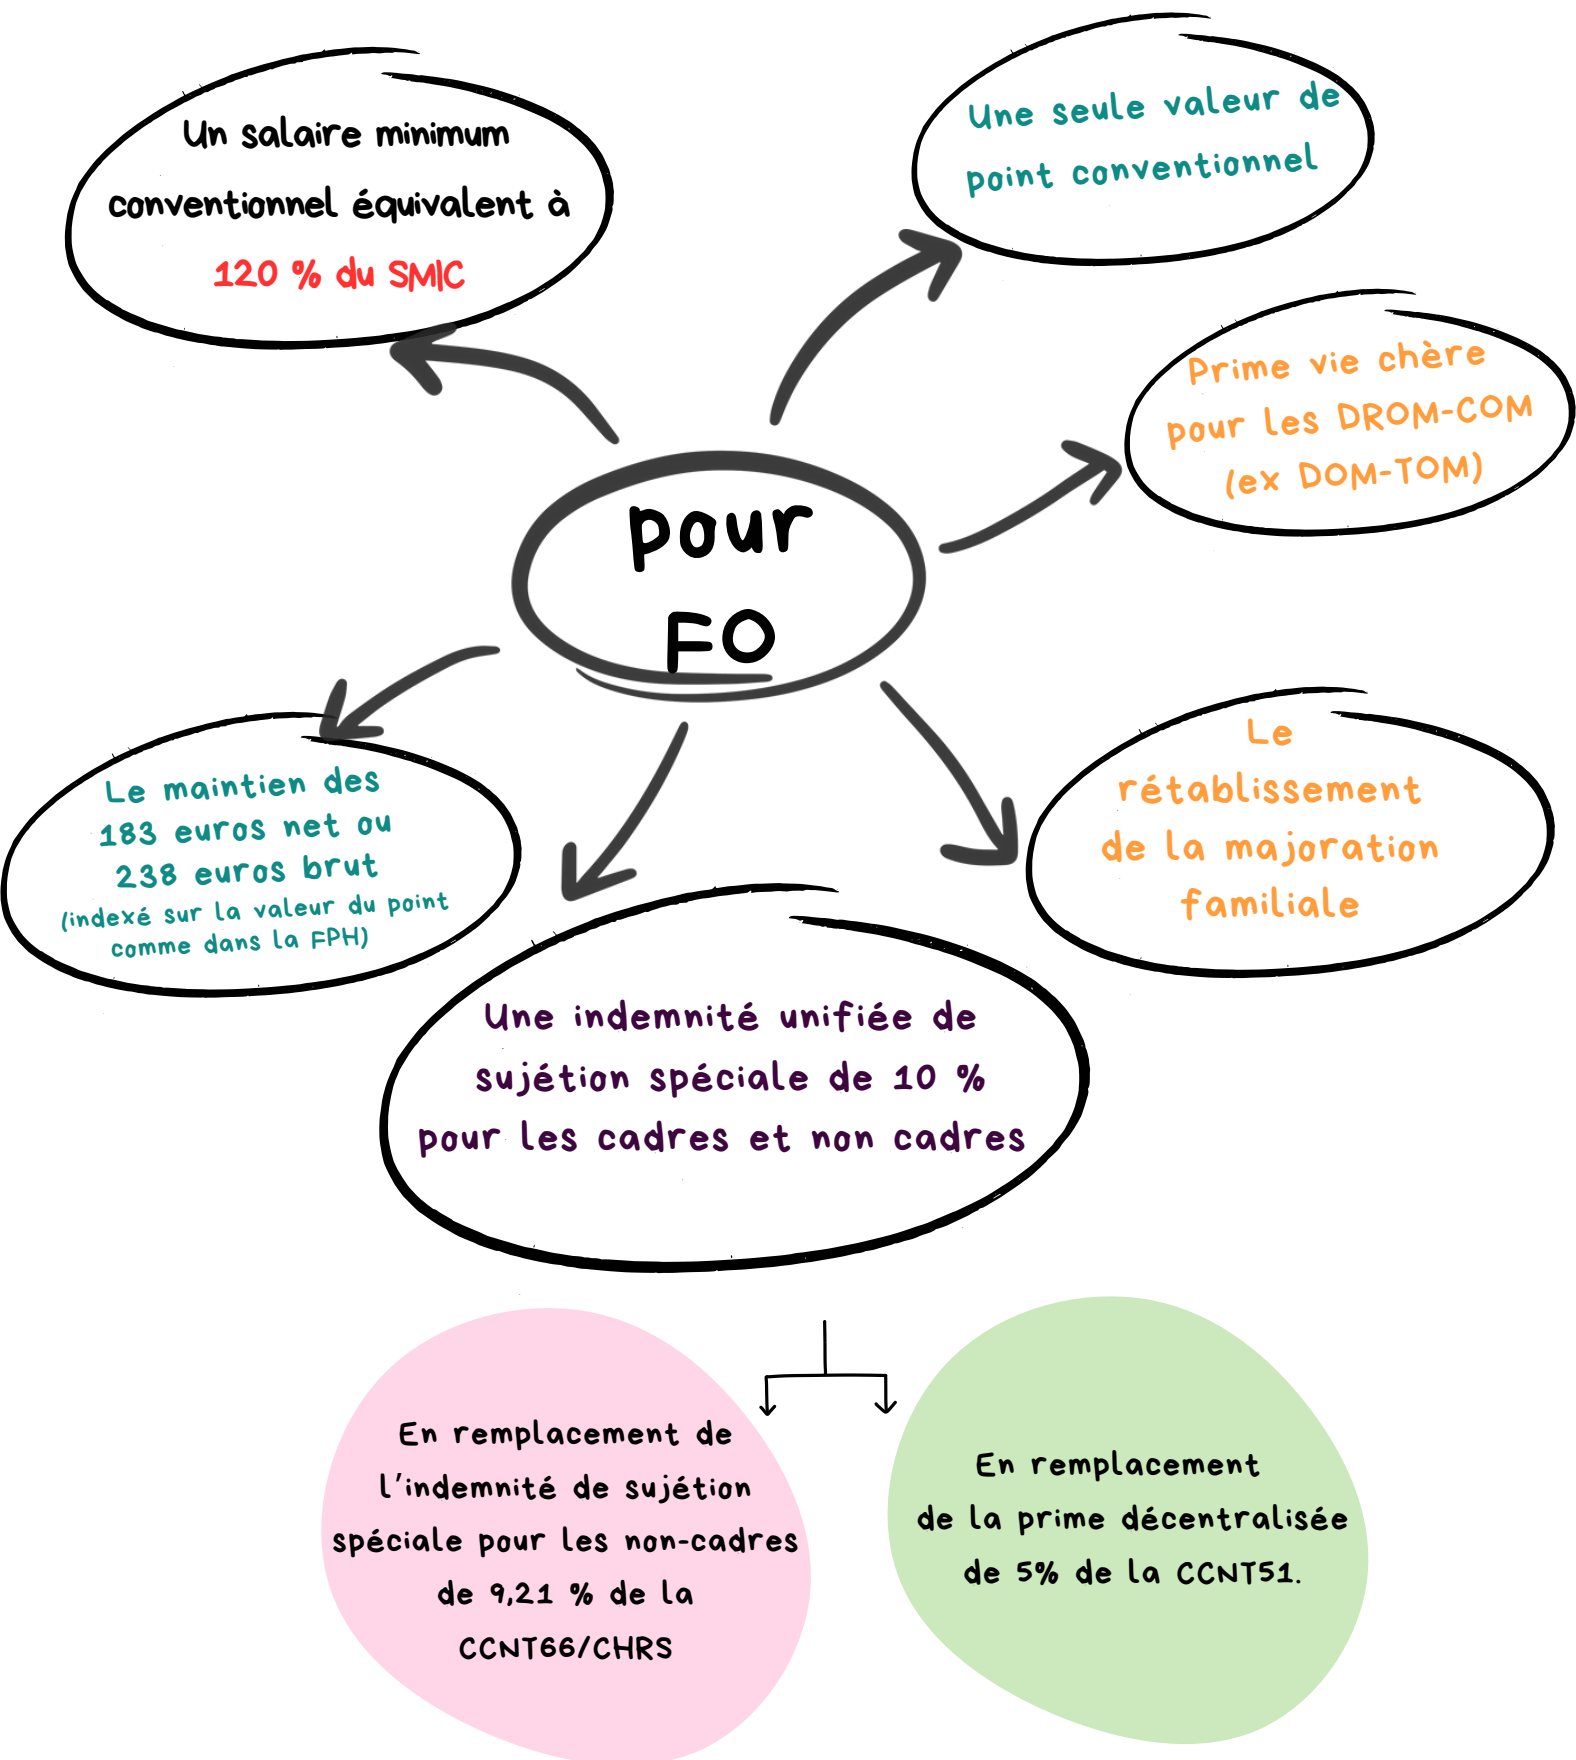 Un salaire minimum
conventionnel équivalent à
120 % du SMIC
Une seule valeur de
point conventionnel
Prime vie chère
pour les DROM-COM
(ex DOM-TOM)
pour
FO
Le maintien des
183 euros net ou
238 euros brut
(indexé sur la valeur du point
comme dans la FPH)
Le
rétablissement
de la majoration
familiale
Une indemnité unifiée de
sujétion spéciale de 10 %
pour les cadres et non cadres
En remplacement de
l'indemnité de sujétion
spéciale pour les non-cadres
de 9,21 % de la
CCNT66/CHRS
En remplacement
de la prime décentralisée
de 5% de la CCNT51.